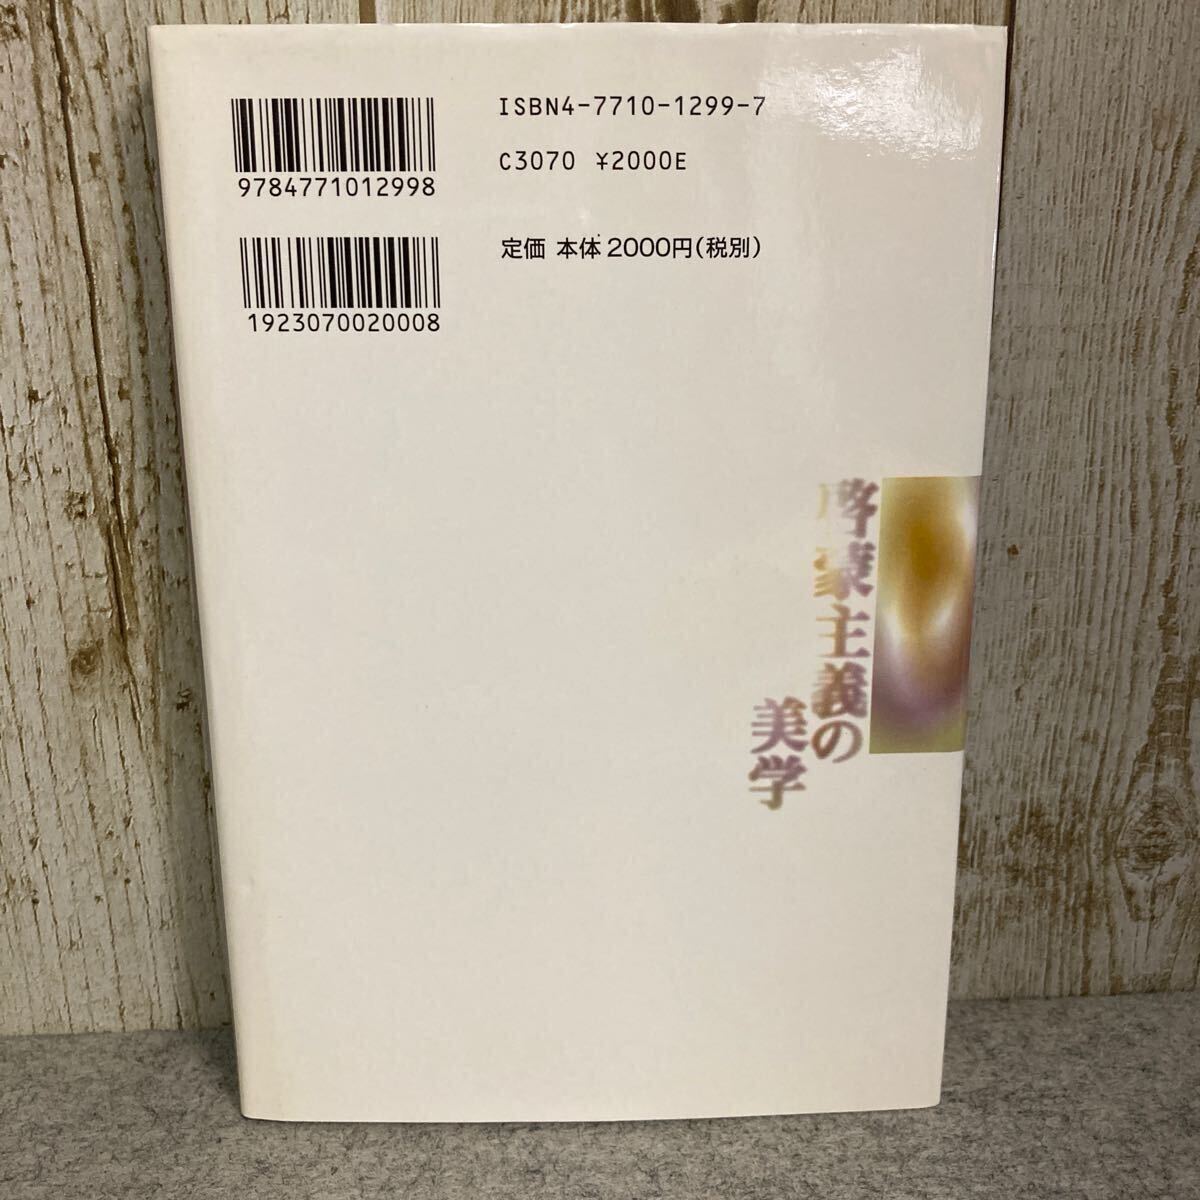 ISBN4-7710-1299-7
C3070 ¥2000E
9784771012998
定価 本体2000円(税別)
1923070020008
啓蒙主義の
美学